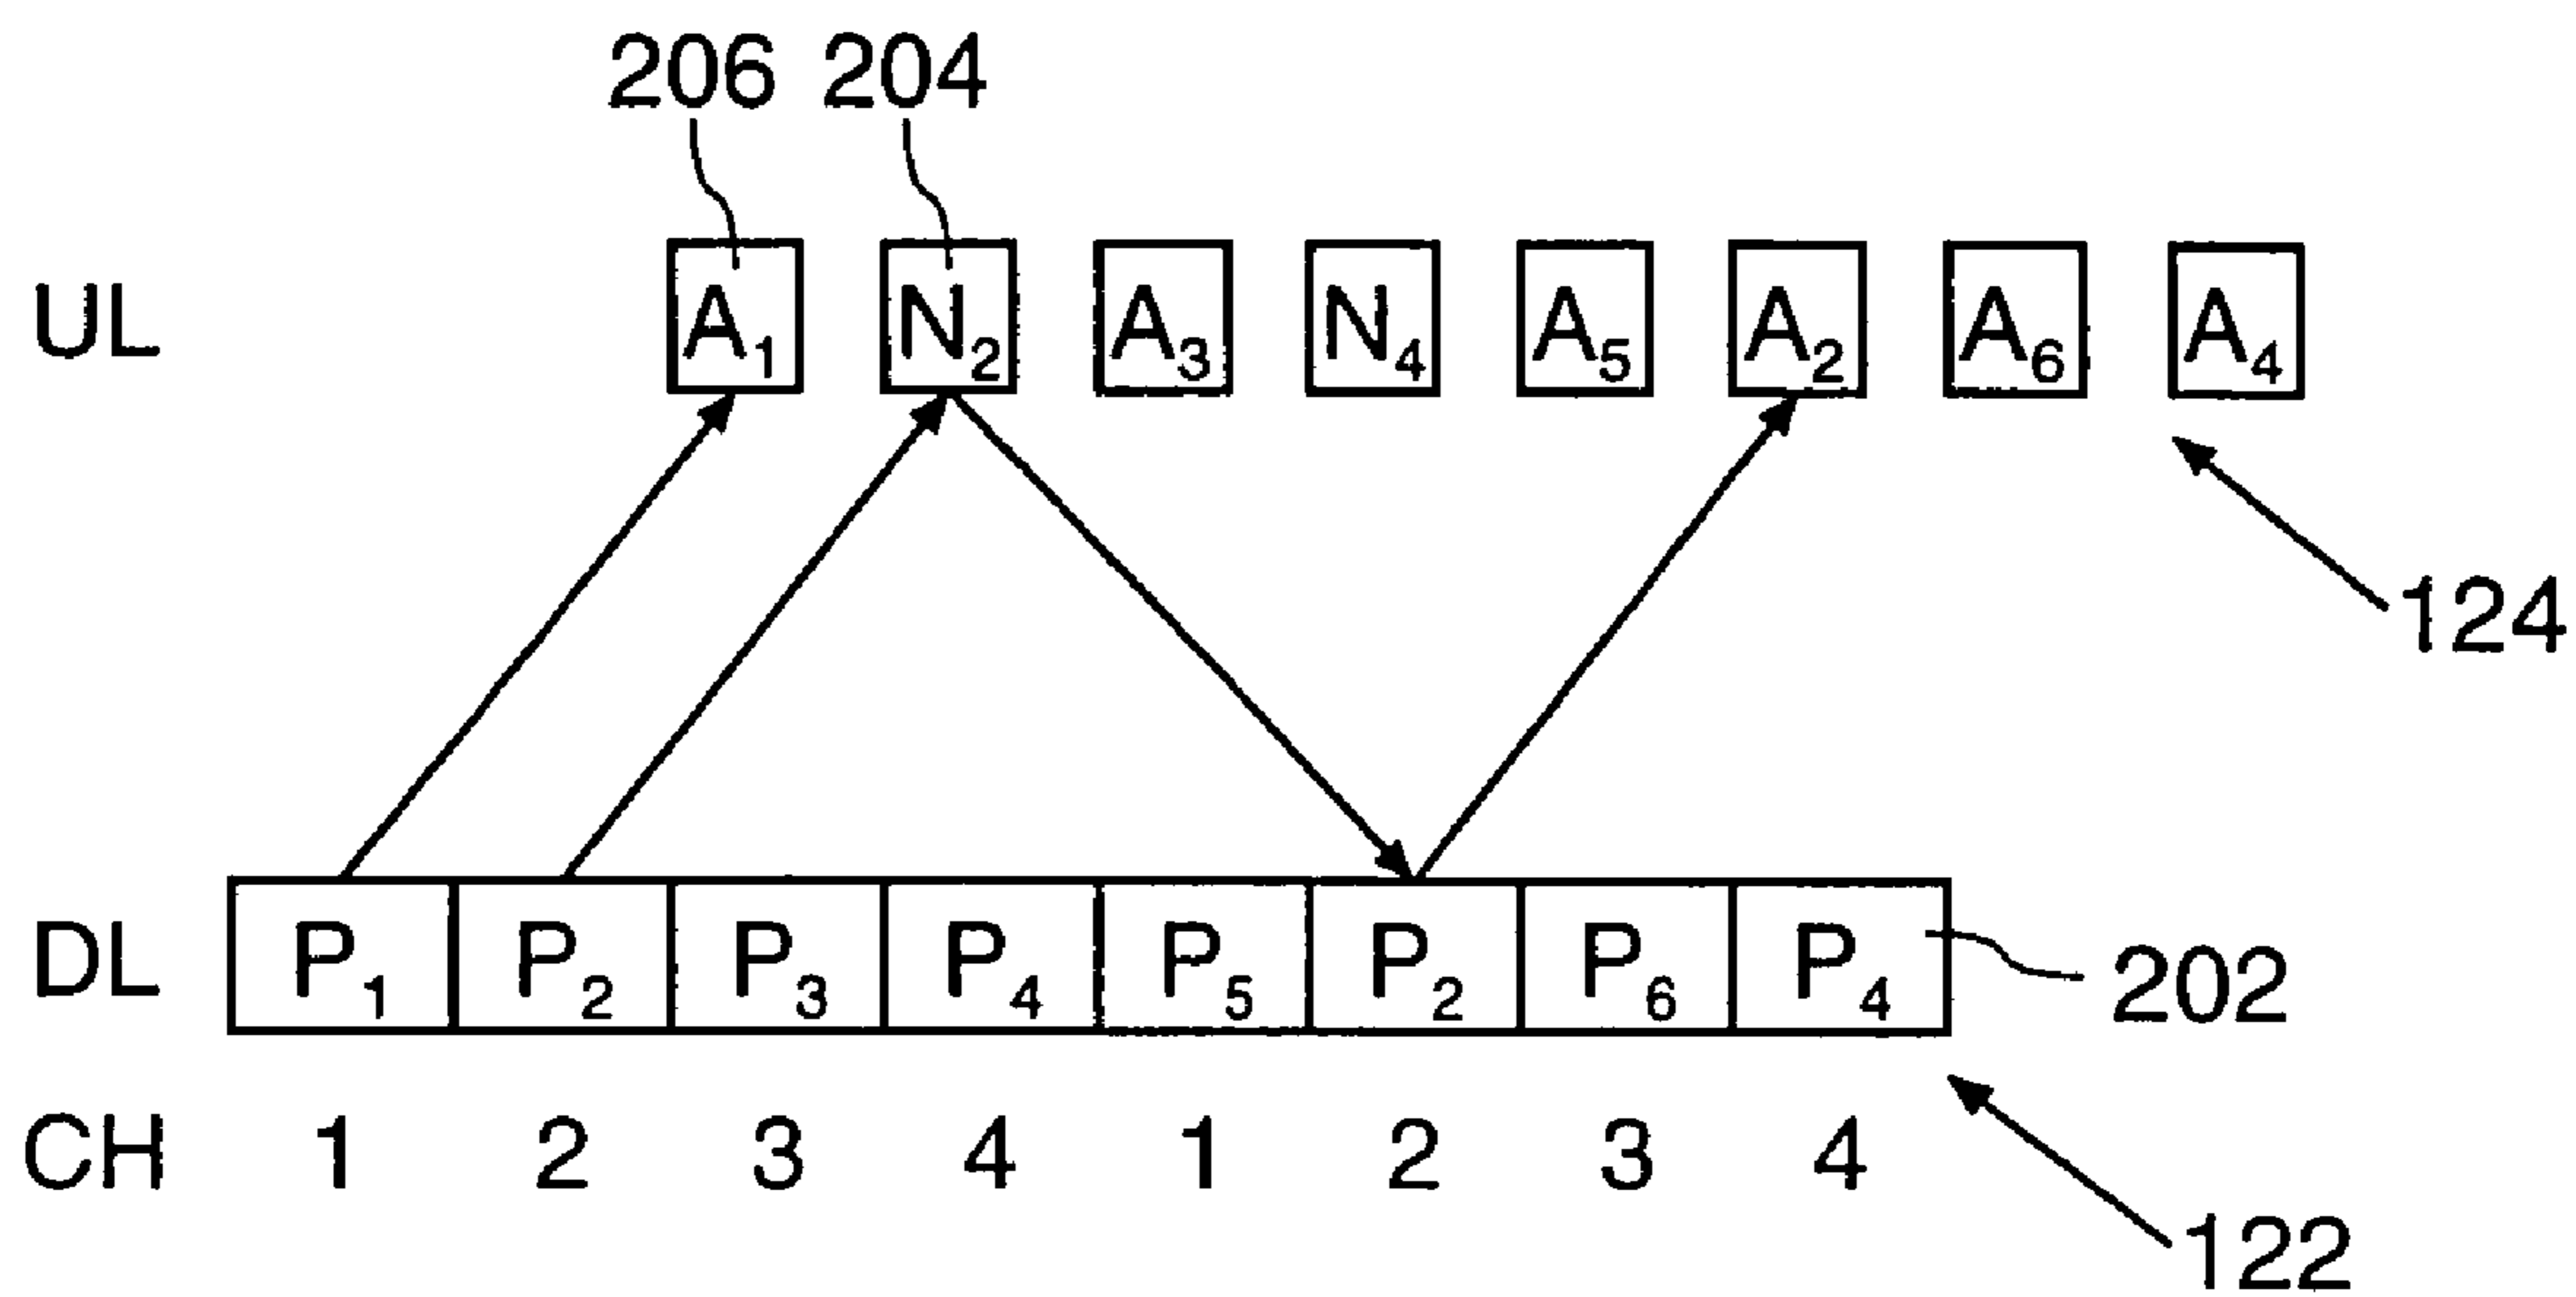 206 204
UL A₁ N₂ A₃ N₄ A₅ A₂ A₆ A₄
124
DL P₁ P₂ P₃ P₄ P₅ P₂ P₆ P₄ 202
CH 1 2 3 4 1 2 3 4
122